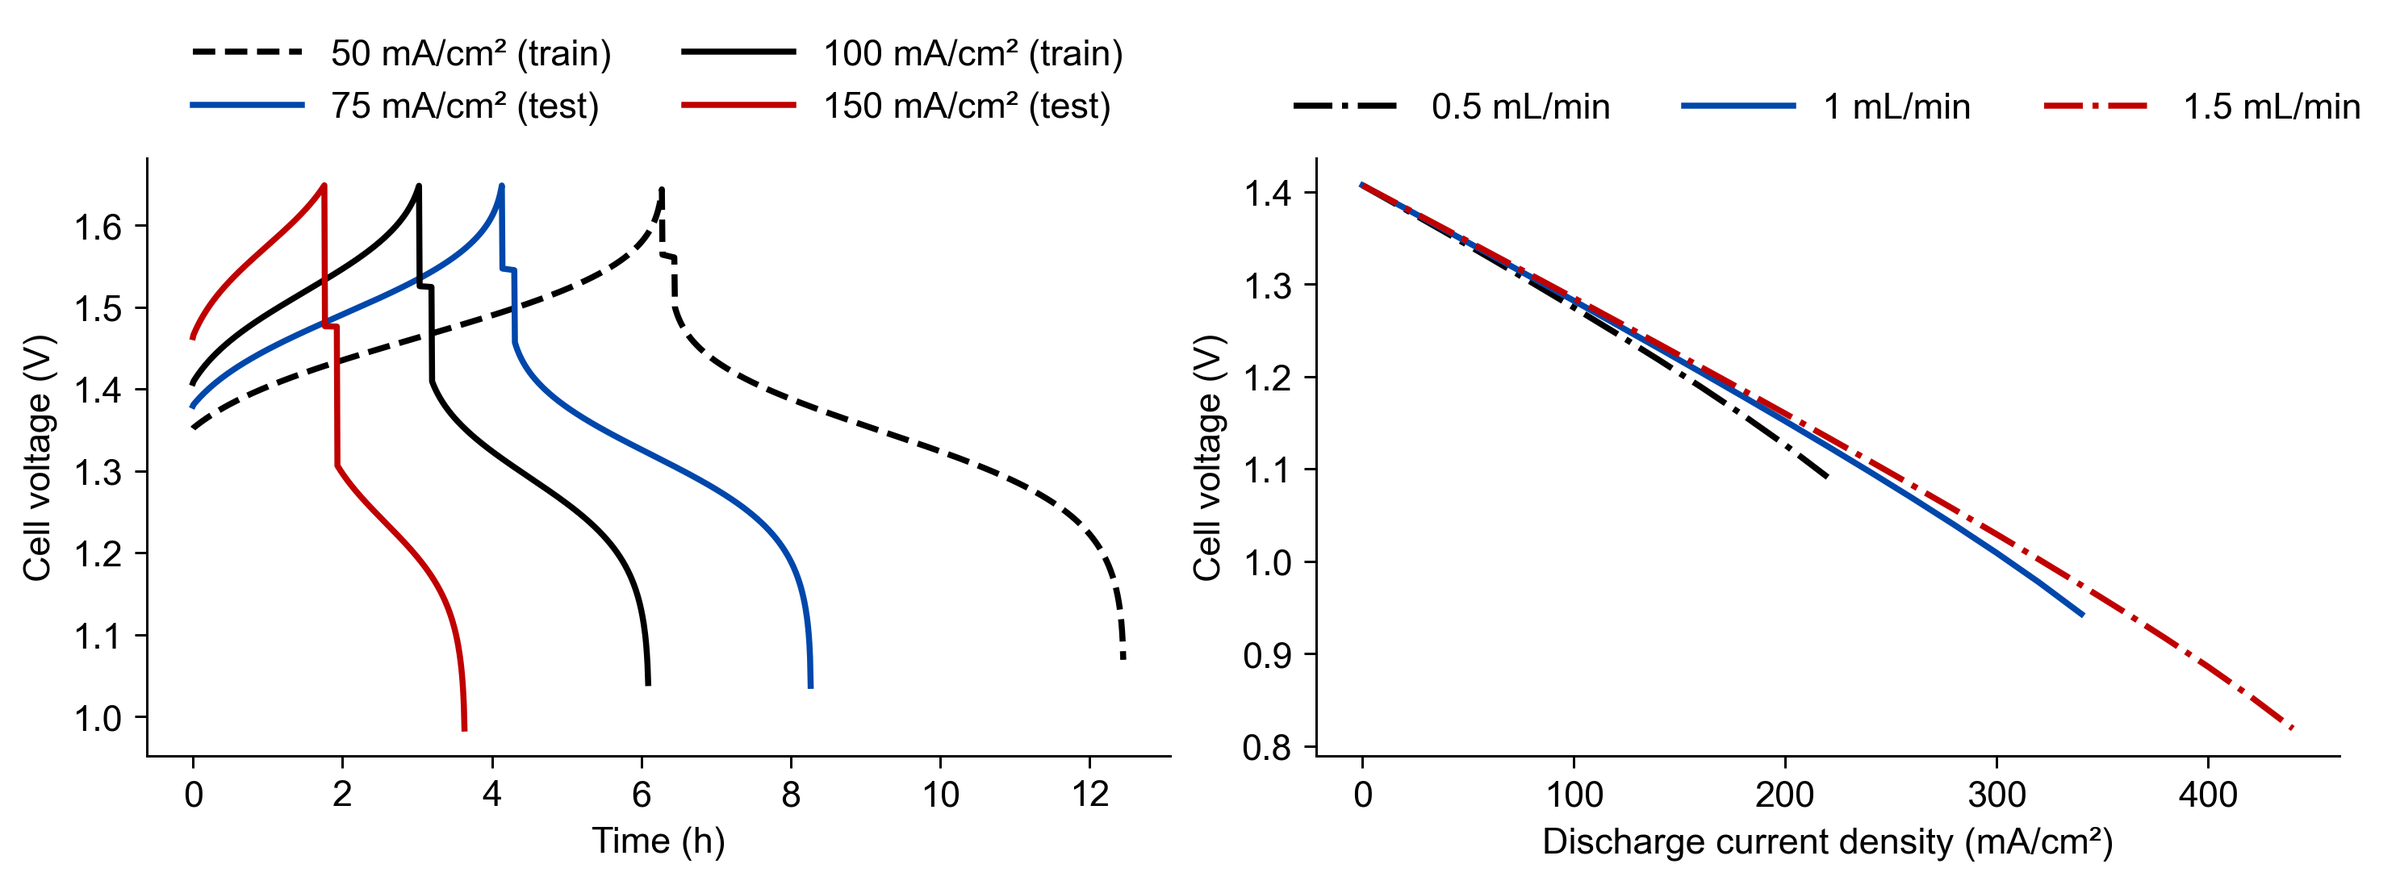 50 mA/cm² (train)
100 mA/cm² (train)
75 mA/cm² (test)
150 mA/cm² (test)
1.6
1.5
1.4
1.3
1.2
1.1
1.0
Cell voltage (V)
0 2 4 6 8 10 12
Time (h)
0.5 mL/min
1 mL/min
1.5 mL/min
1.4
1.3
1.2
1.1
1.0
0.9
0.8
Cell voltage (V)
0 100 200 300 400
Discharge current density (mA/cm²)